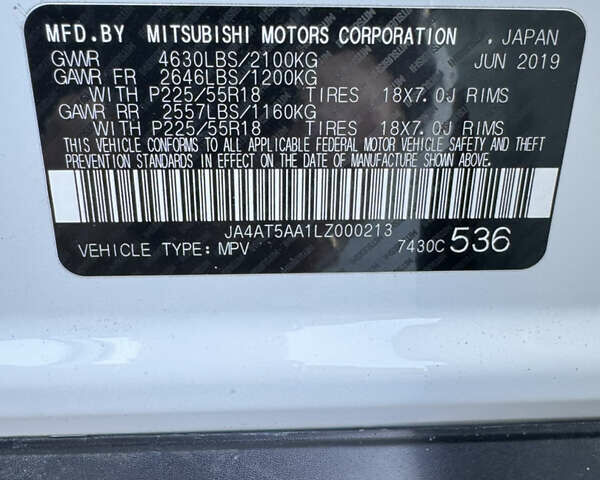 MFD.BY MITSUBISHI MOTORS CORPORATION . JAPAN
GWWR 4630LBS/2100KG JUN 2019
GAWR FR 2646LBS/1200KG
WITH P225/55R18 TIRES 18X7.0J RIMS
GAWR RR 2557LBS/1160KG
WITH P225/55R18 TIRES 18X7.0J RIMS
THIS VEHICLE CONFORMS TO ALL APPLICABLE FEDERAL MOTOR VEHICLE SAFETY AND THEFT
PREVENTION STANDARDS IN EFFECT ON THE DATE OF MANUFACTURE SHOWN ABOVE.
JA4AT5AA1LZ000213
VEHICLE TYPE: MPV 7430C 536